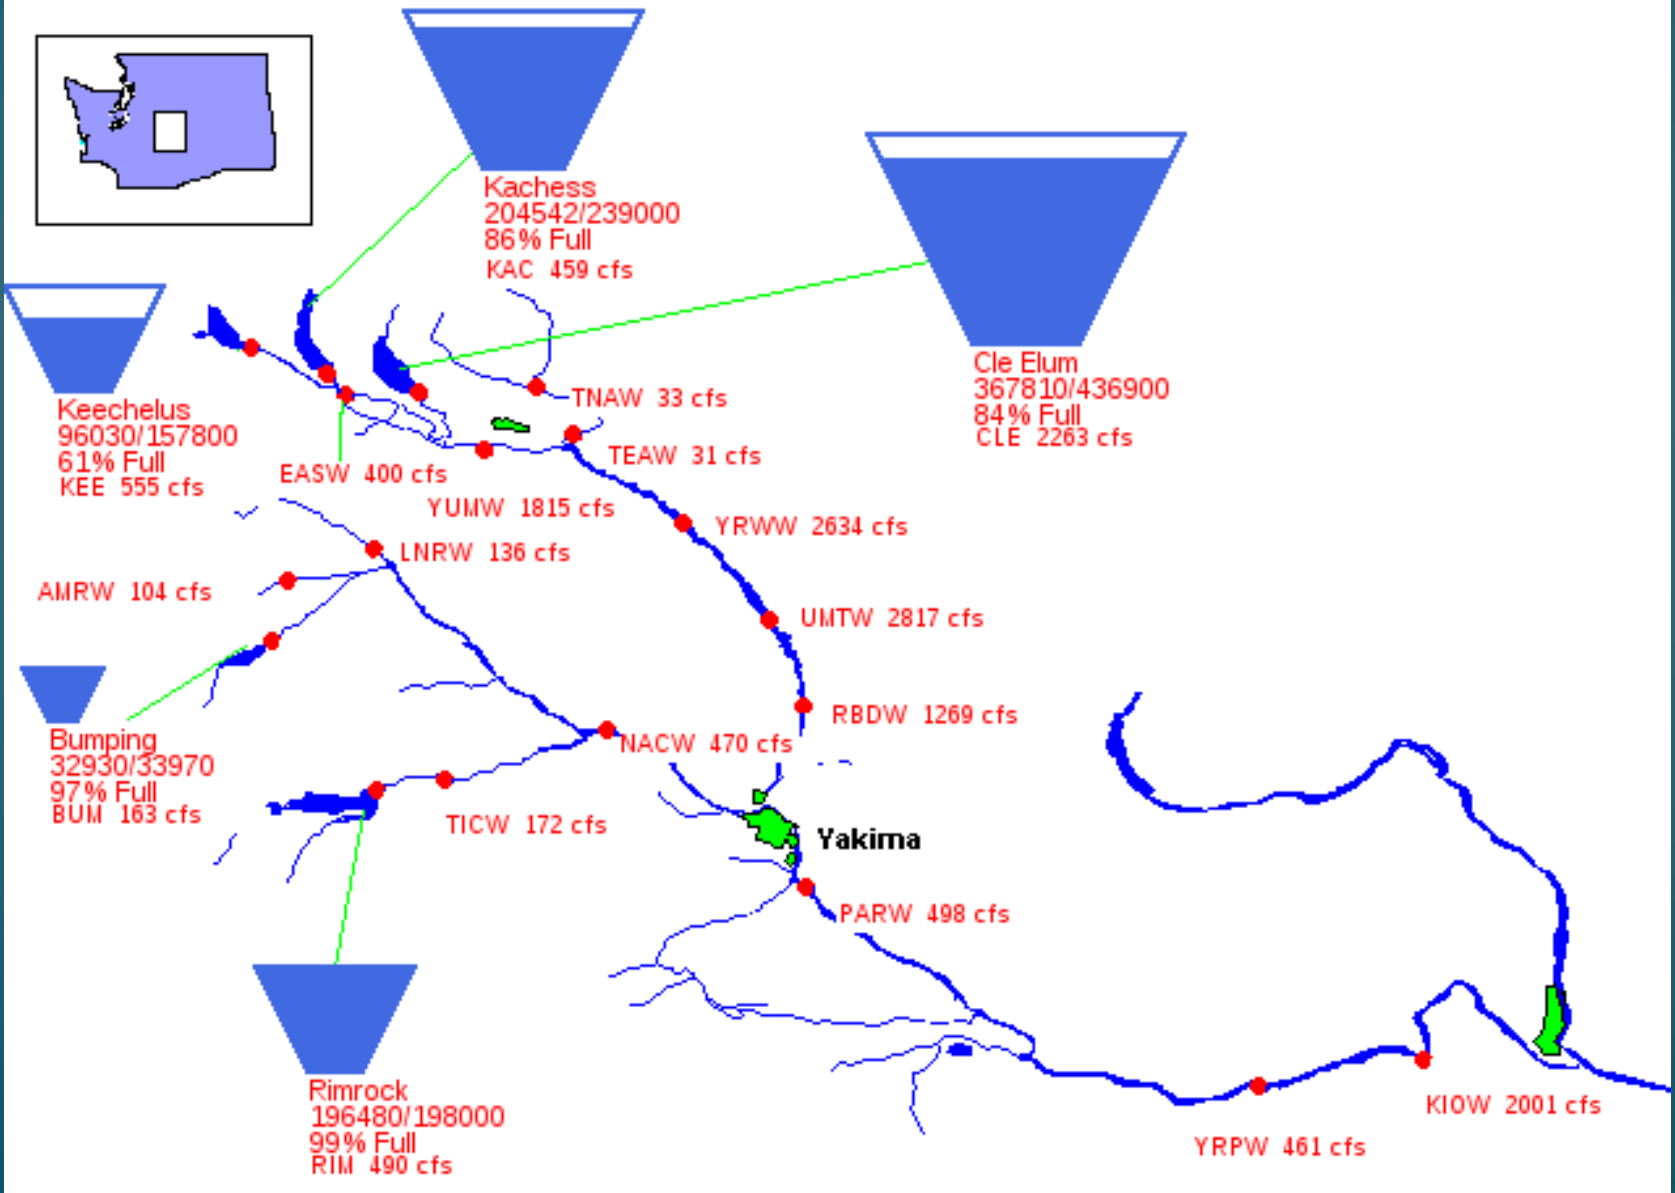 Kachess
204542/239000
86% Full
KAC 459 cfs
Cle Elum
367810/436900
84% Full
CLE 2263 cfs
Keechelus
96030/157800
61% Full
KEE 555 cfs
TNAW 33 cfs
TEAW 31 cfs
EASW 400 cfs
YUMW 1815 cfs
YRWW 2634 cfs
LNRW 136 cfs
AMRW 104 cfs
UMTW 2817 cfs
RBDW 1269 cfs
Bumping
32930/33970
97% Full
BUM 163 cfs
NACW 470 cfs
TICW 172 cfs
Yakima
PARW 498 cfs
Rimrock
196480/198000
99% Full
RIM 490 cfs
KIOW 2001 cfs
YRPW 461 cfs